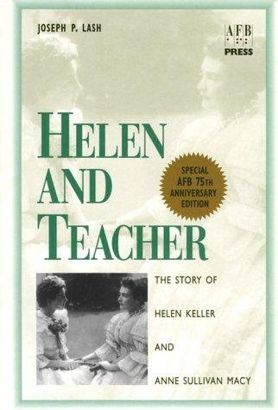 JOSEPH P. LASH
AFB
PRESS
HELEN
AND
TEACHER
SPECIAL
AFB 75TH
ANNIVERSARY
EDITION
THE STORY OF
HELEN KELLER
AND
ANNE SULLIVAN MACY